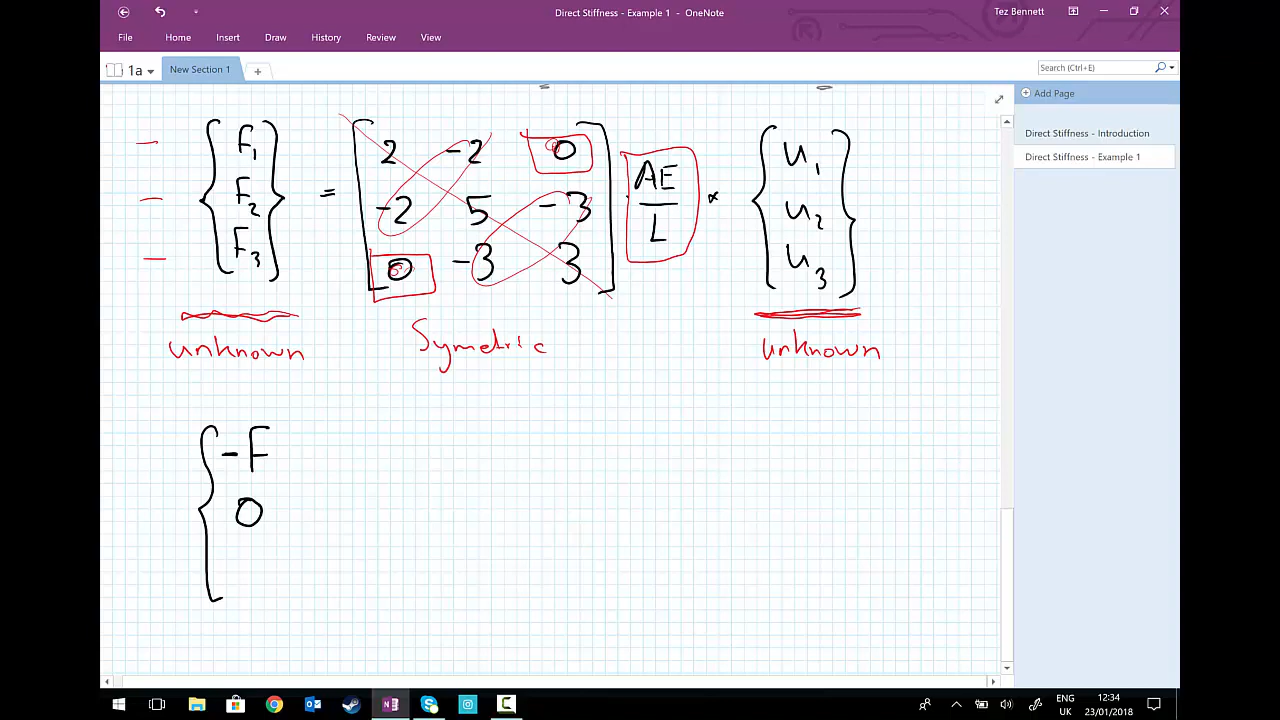 Direct Stiffness - Example 1 - OneNote
Tez Bennett
File Home Insert Draw History Review View
1a New Section 1 +
Search (Ctrl+E)
Add Page
Direct Stiffness - Introduction
Direct Stiffness - Example 1
- { F1 = [ 2 -2 0 ] AE/L × { u1 }
- F2 -2 5 -3 u2
- F3 0 -3 3 u3
unknown Symetric unknown
{ -F
0
ENG 12:34
UK 23/01/2018